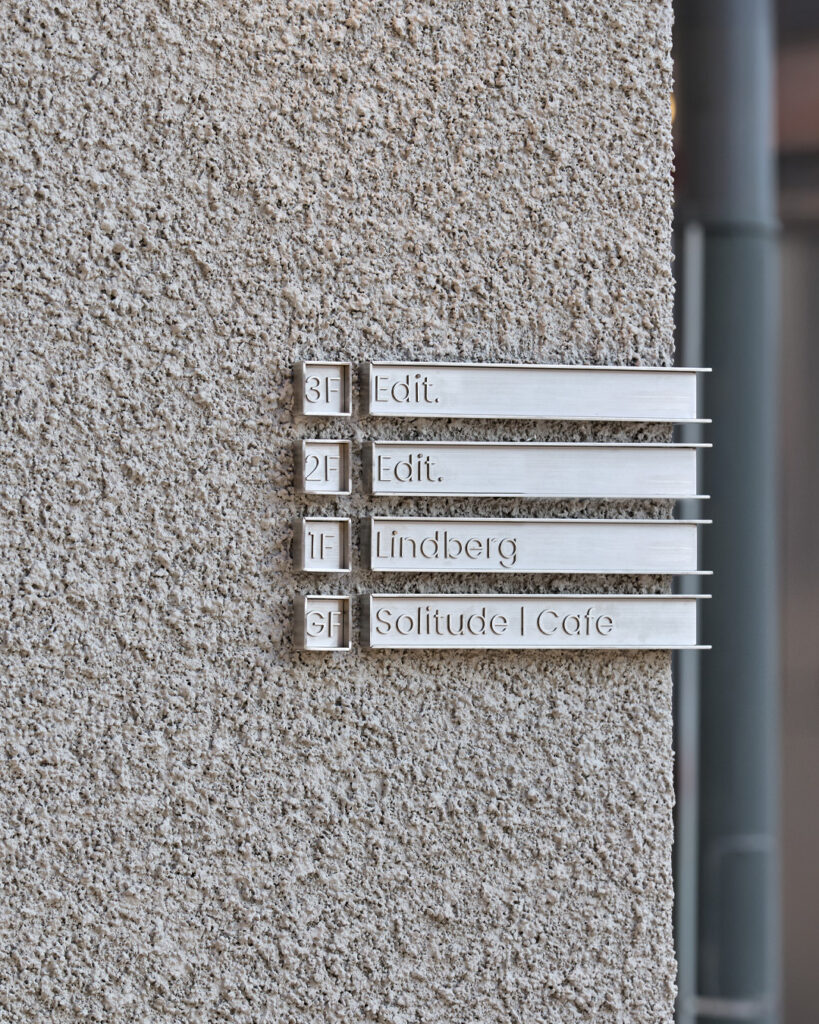 3F Edit.
2F Edit.
1F Lindberg
GF Solitude | Cafe